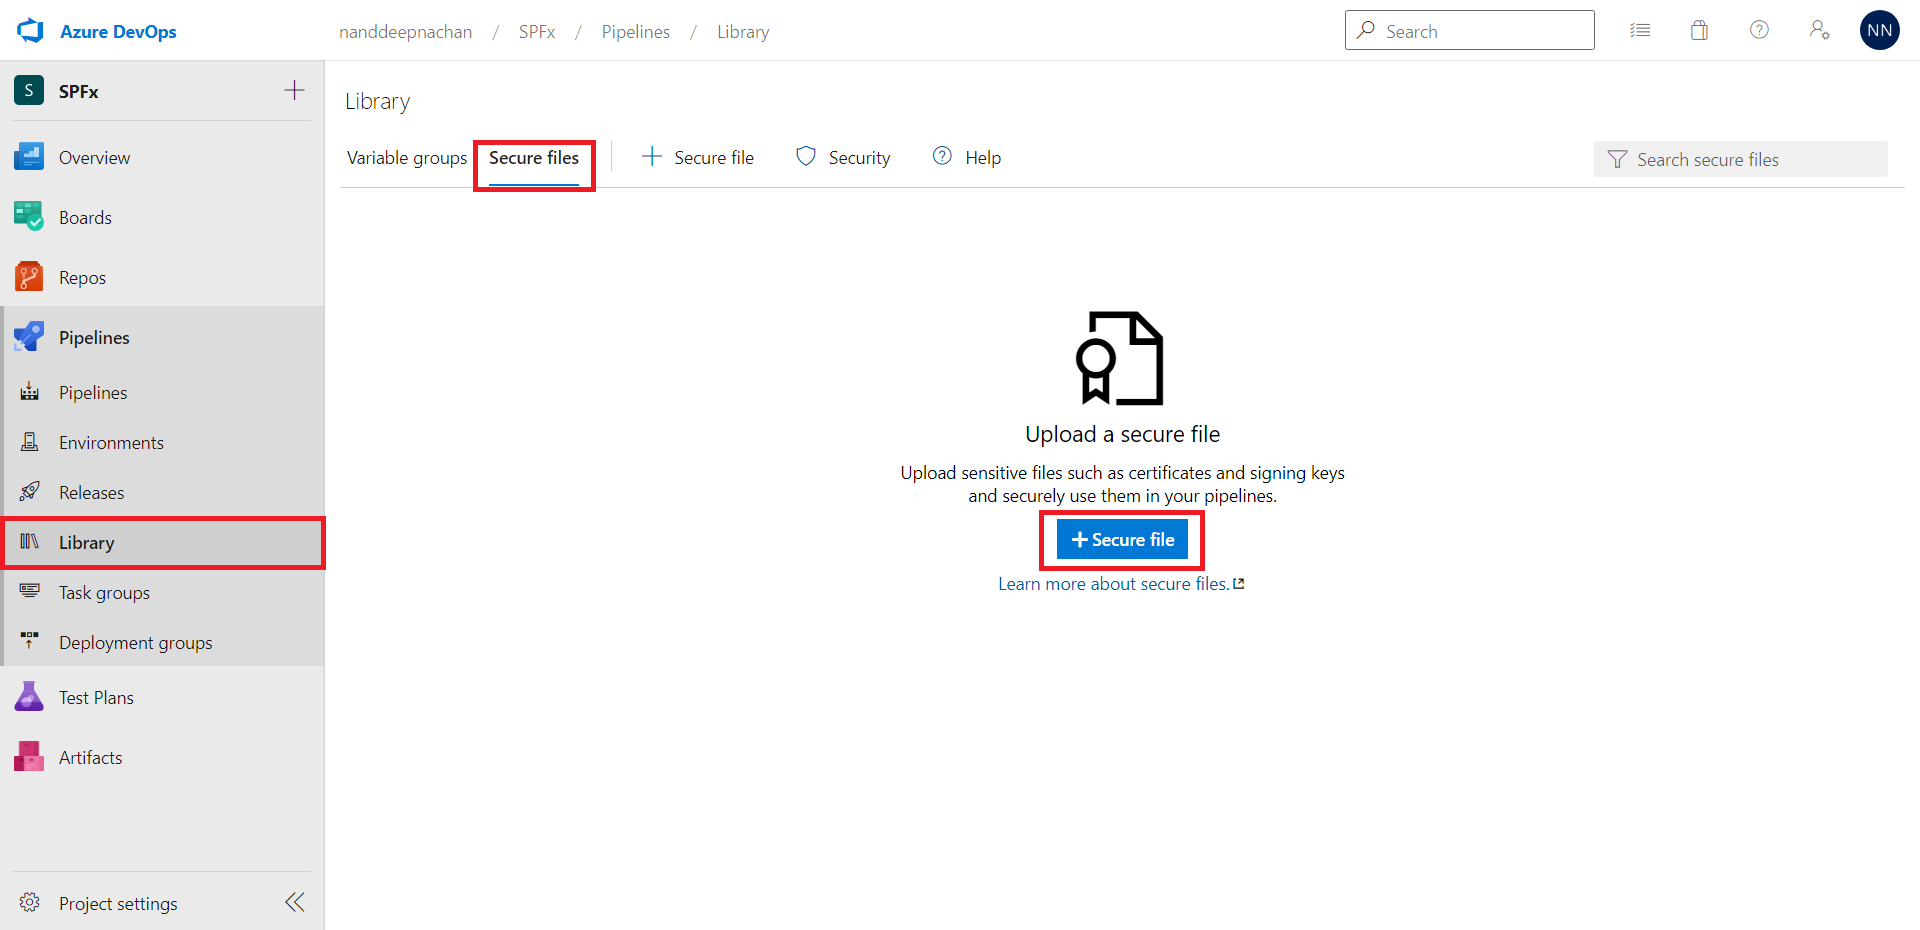 Azure DevOps
nanddeepnachan / SPFx / Pipelines / Library
Search
NN
S SPFx
Overview
Boards
Repos
Pipelines
Pipelines
Environments
Releases
Library
Task groups
Deployment groups
Test Plans
Artifacts
Project settings
Library
Variable groups Secure files + Secure file Security Help
Search secure files
Upload a secure file
Upload sensitive files such as certificates and signing keys
and securely use them in your pipelines.
+ Secure file
Learn more about secure files.